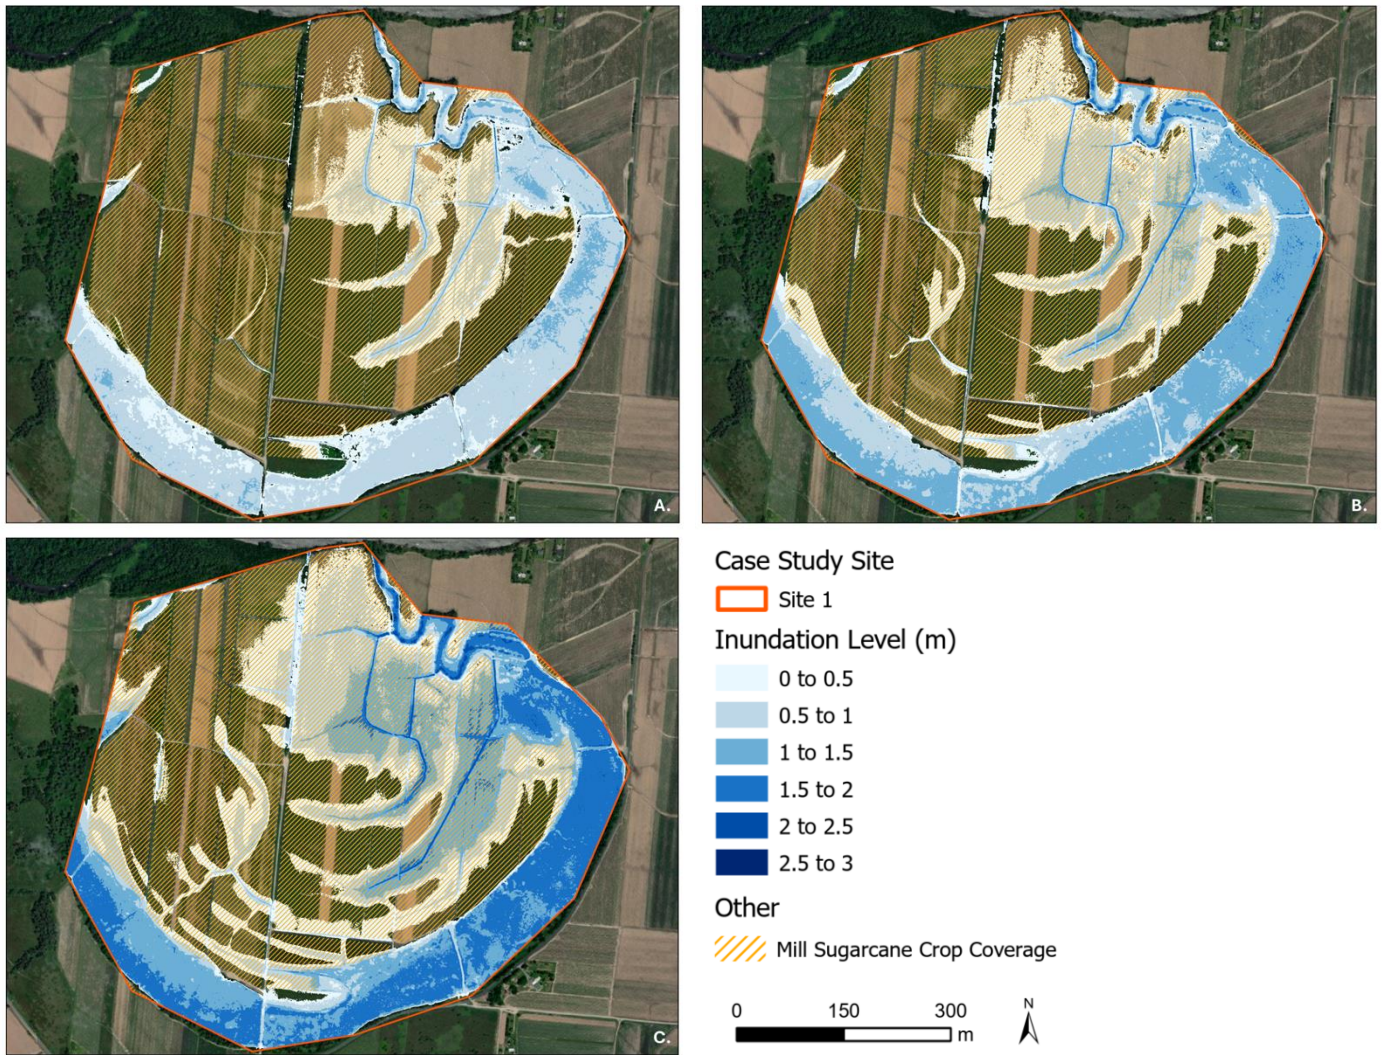 A.
B.
C.
Case Study Site
Site 1
Inundation Level (m)
0 to 0.5
0.5 to 1
1 to 1.5
1.5 to 2
2 to 2.5
2.5 to 3
Other
Mill Sugarcane Crop Coverage
0 150 300
m
N